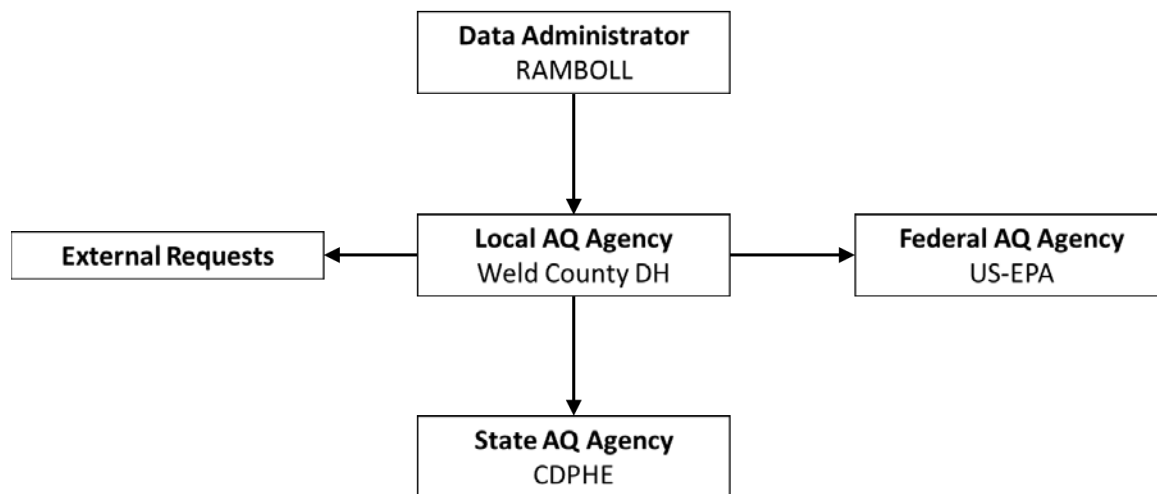 Data Administrator
RAMBOLL
External Requests
Local AQ Agency
Weld County DH
Federal AQ Agency
US-EPA
State AQ Agency
CDPHE